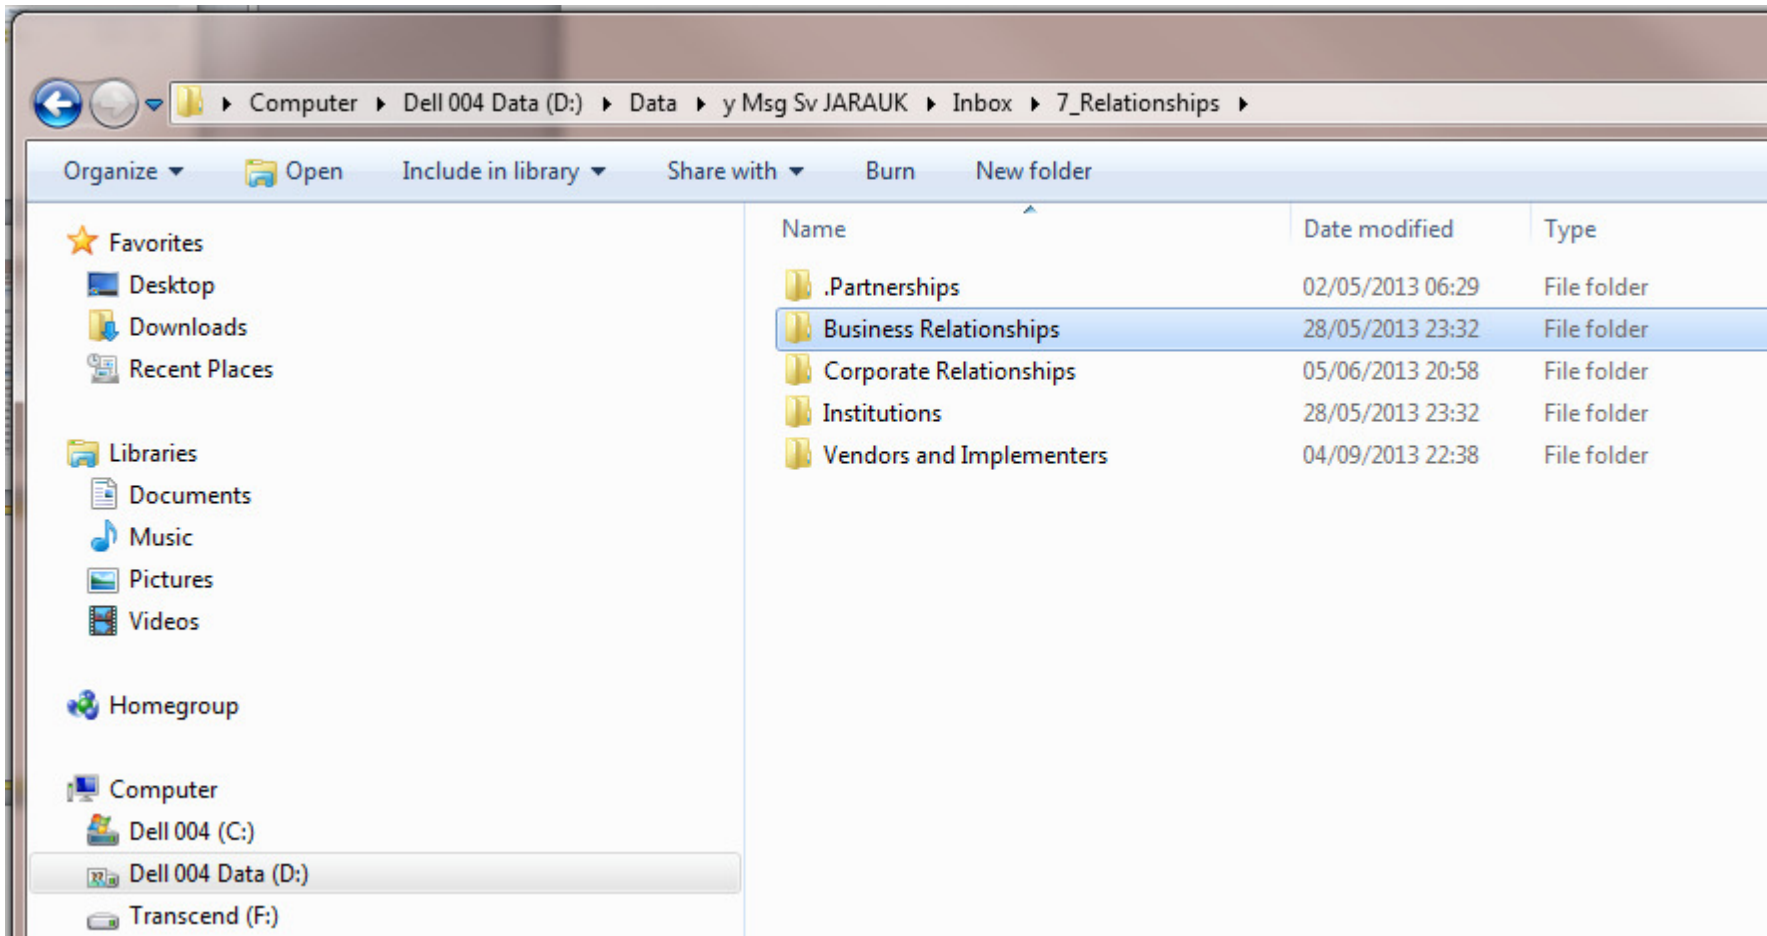 Computer Dell 004 Data (D:) Data y Msg Sv JARAUK Inbox 7_Relationships
Organize Open Include in library Share with Burn New folder
Favorites
Desktop
Downloads
Recent Places
Libraries
Documents
Music
Pictures
Videos
Homegroup
Computer
Dell 004 (C:)
Dell 004 Data (D:)
Transcend (F:)
Name Date modified Type
.Partnerships 02/05/2013 06:29 File folder
Business Relationships 28/05/2013 23:32 File folder
Corporate Relationships 05/06/2013 20:58 File folder
Institutions 28/05/2013 23:32 File folder
Vendors and Implementers 04/09/2013 22:38 File folder